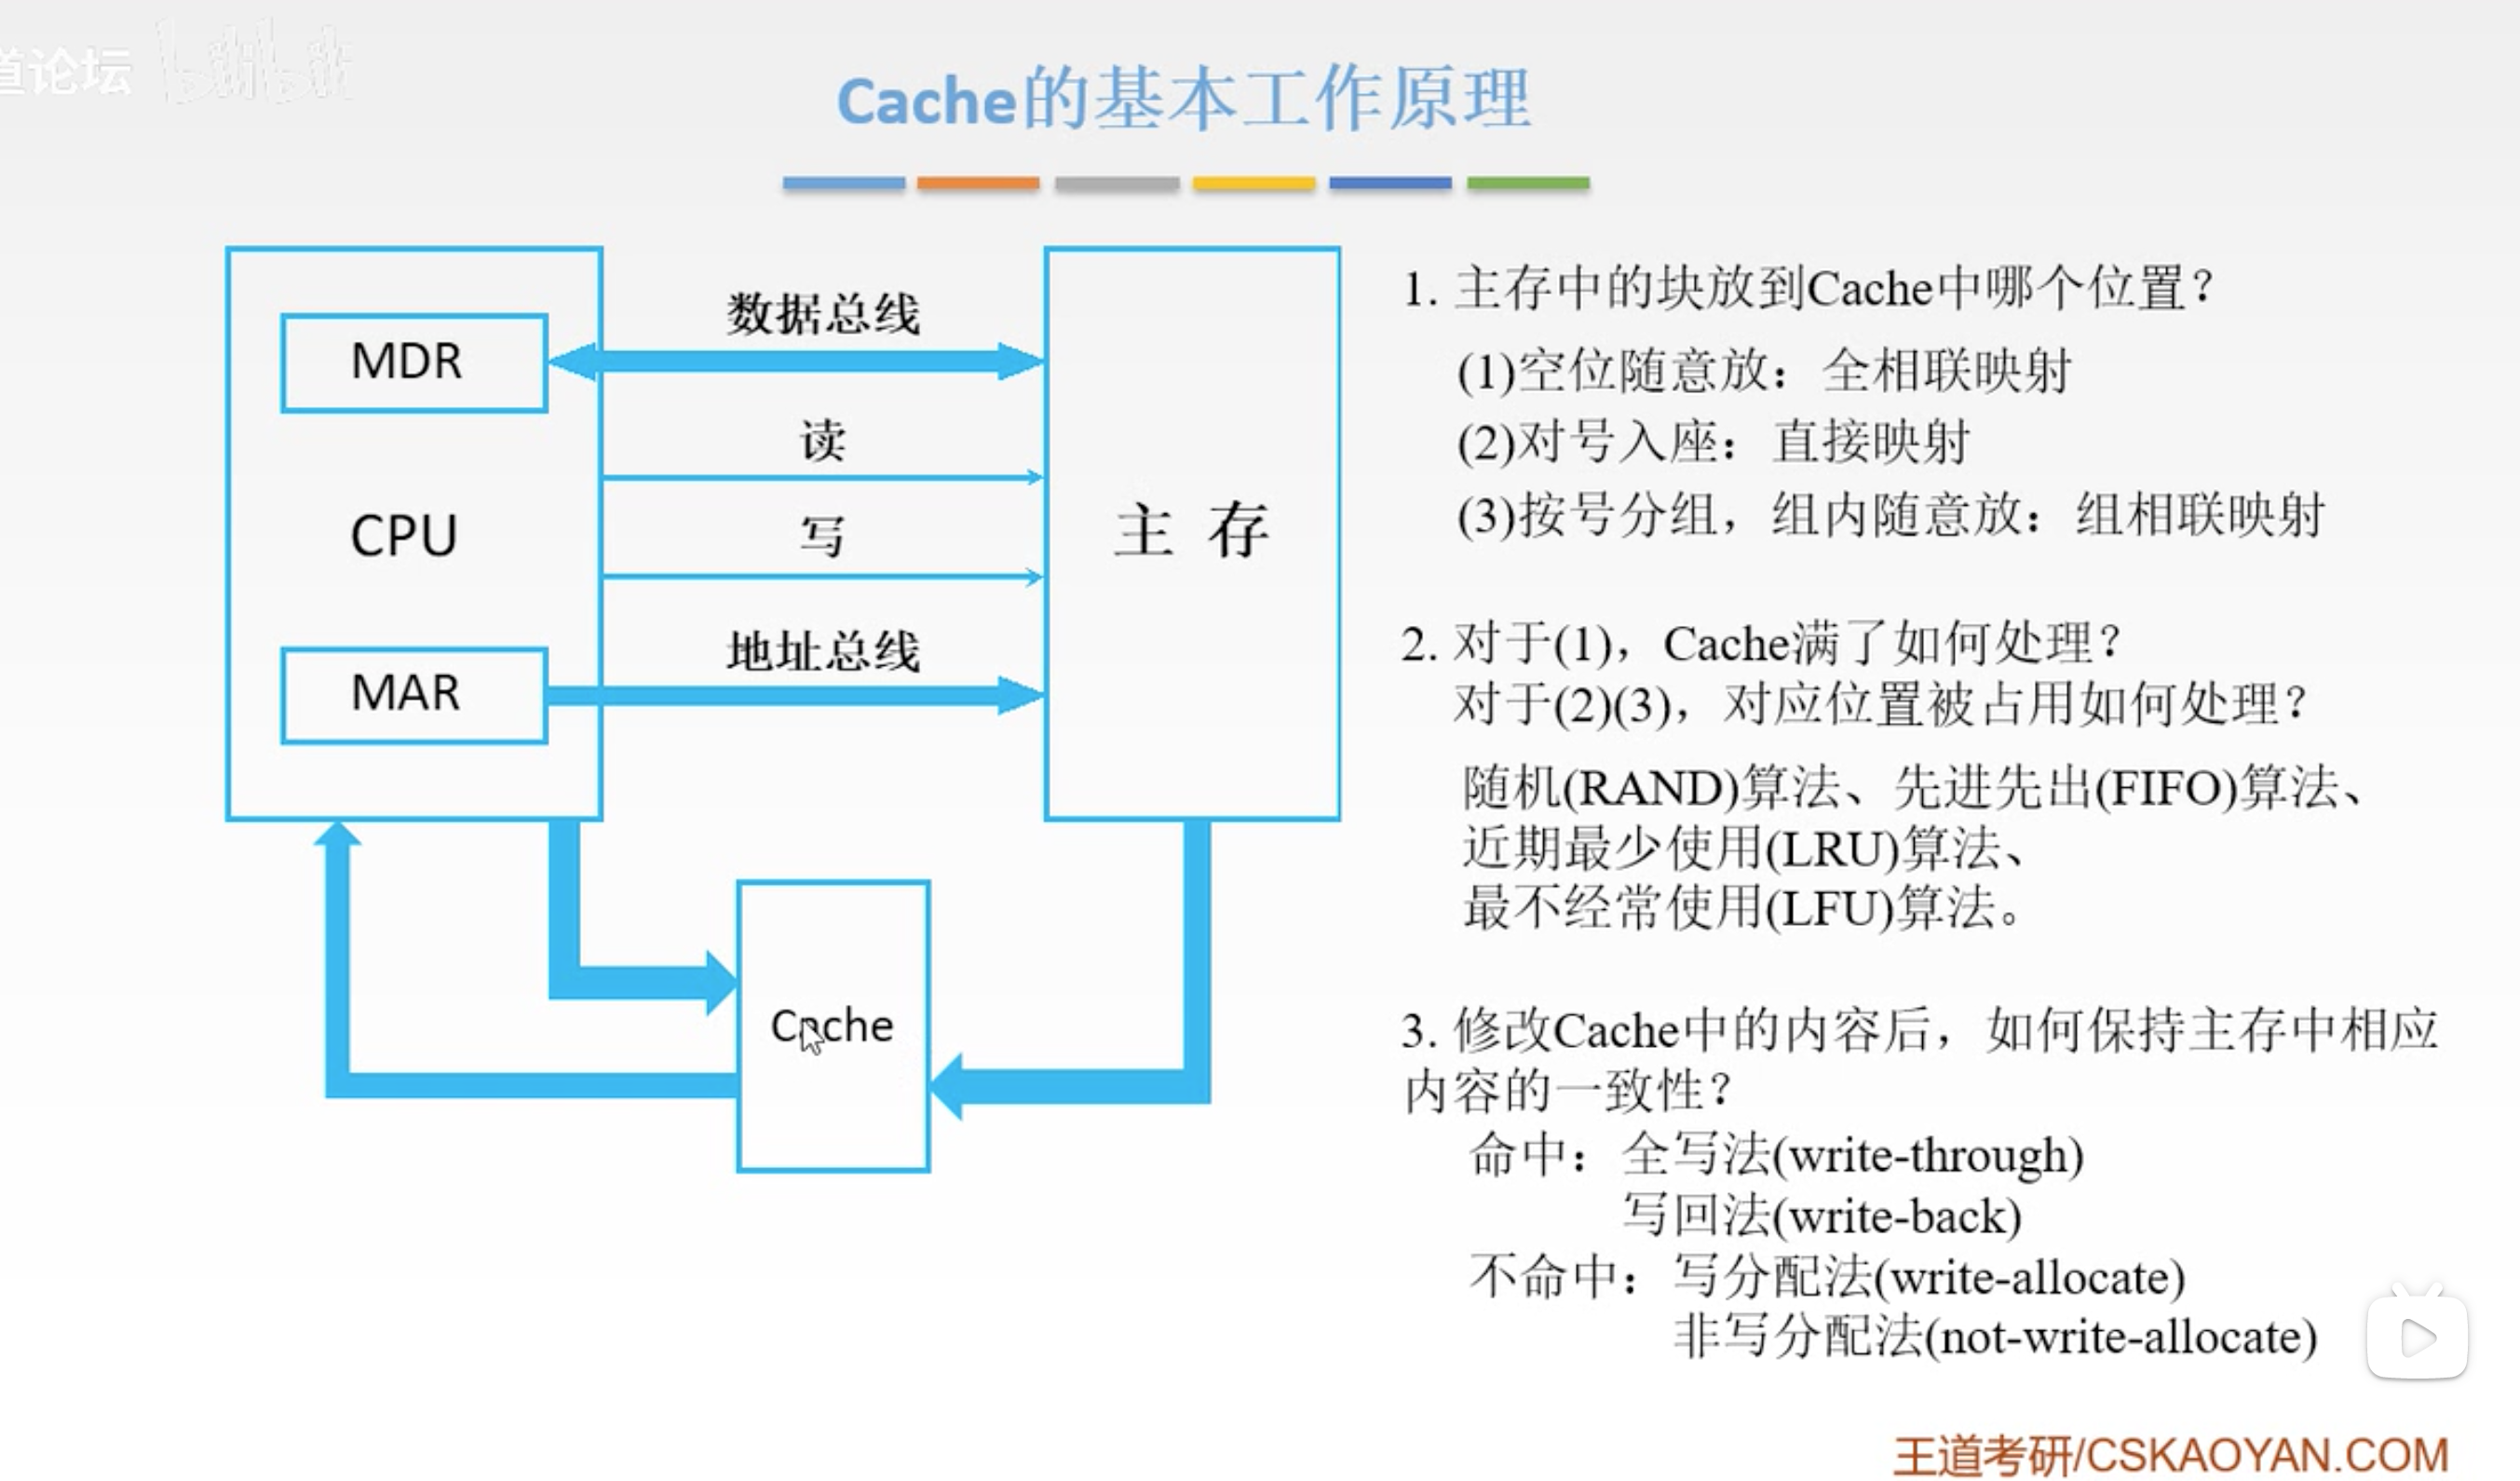 道论坛 bilibili
Cache的基本工作原理
MDR
CPU
MAR
数据总线
读
写
地址总线
主 存
Cache
1. 主存中的块放到Cache中哪个位置？
(1)空位随意放：全相联映射
(2)对号入座：直接映射
(3)按号分组，组内随意放：组相联映射
2. 对于(1)，Cache满了如何处理？
对于(2)(3)，对应位置被占用如何处理？
随机(RAND)算法、先进先出(FIFO)算法、
近期最少使用(LRU)算法、
最不经常使用(LFU)算法。
3. 修改Cache中的内容后，如何保持主存中相应
内容的一致性？
命中：全写法(write-through)
写回法(write-back)
不命中：写分配法(write-allocate)
非写分配法(not-write-allocate)
王道考研/CSKAOYAN.COM